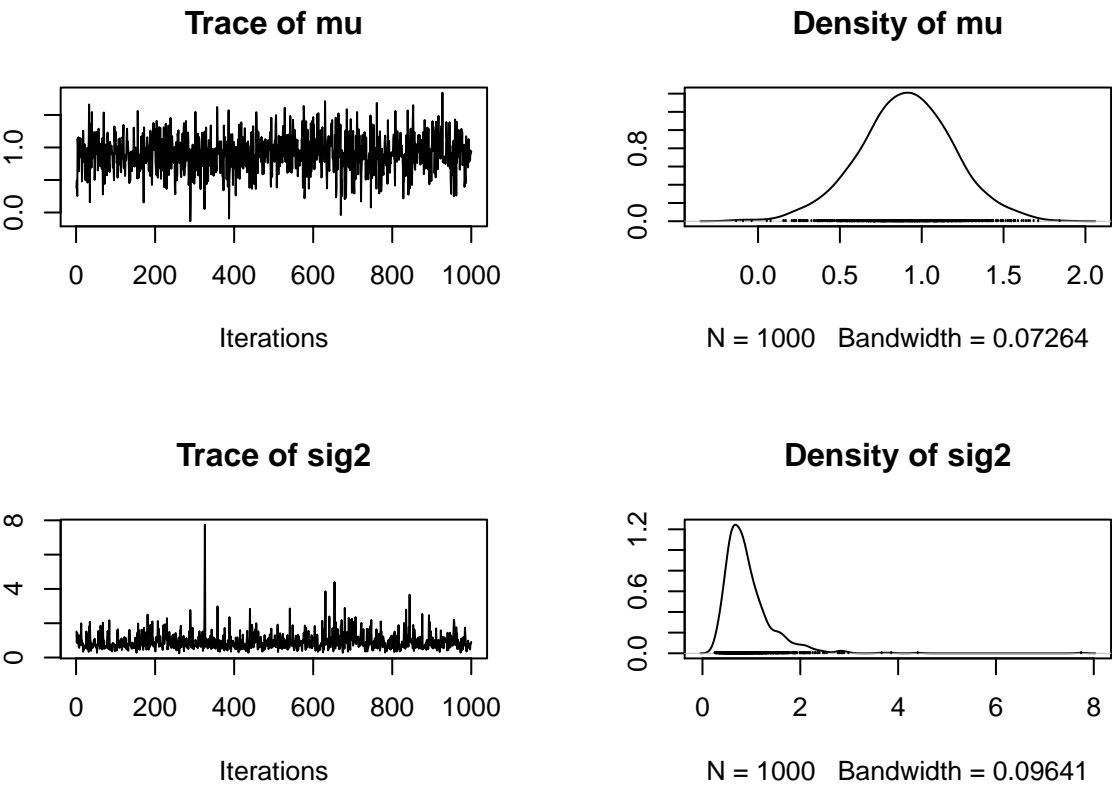 Trace of mu
0.0 1.0
0 200 400 600 800 1000
Iterations
Density of mu
0.0 0.8
0.0 0.5 1.0 1.5 2.0
N = 1000 Bandwidth = 0.07264
Trace of sig2
0 4 8
0 200 400 600 800 1000
Iterations
Density of sig2
0.0 0.6 1.2
0 2 4 6 8
N = 1000 Bandwidth = 0.09641